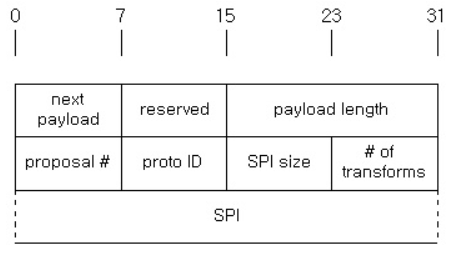 0 7 15 23 31
next
payload
reserved
payload length
proposal #
proto ID
SPI size
# of
transforms
SPI